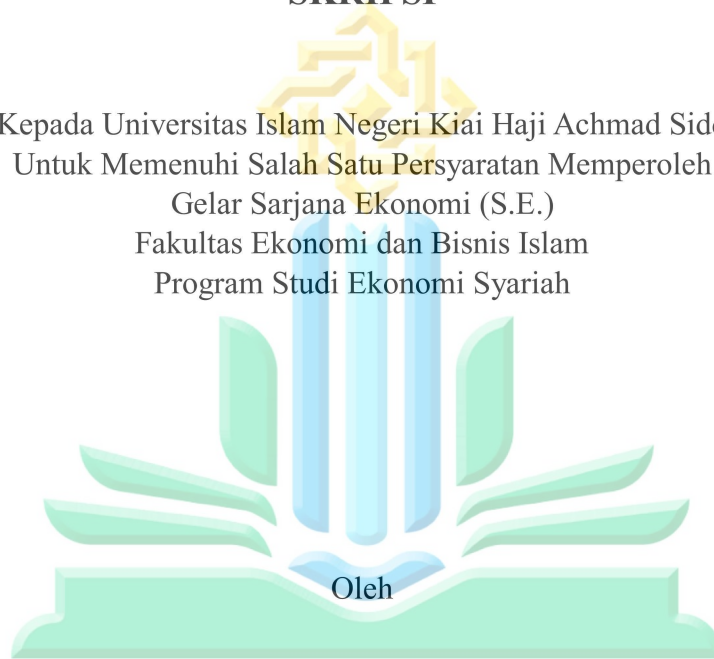 Kepada Universitas Islam Negeri Kiai Haji Achmad
Untuk Memenuhi Salah Satu Persyaratan Memperoleh
Gelar Sarjana Ekonomi (S.E.)
Fakultas Ekonomi dan Bisnis Islam
Program Studi Ekonomi Syariah
Oleh